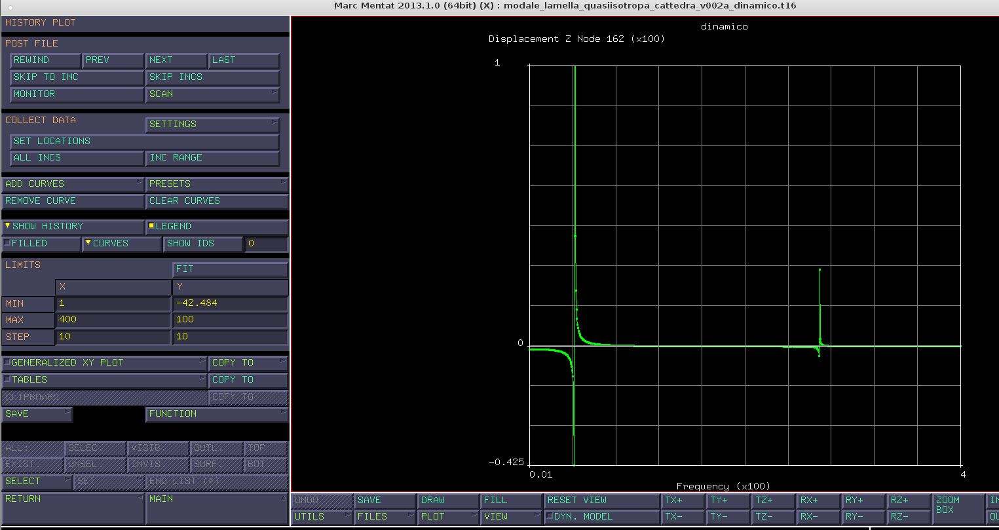 Marc Mentat 2013.1.0 (64bit) (X) : modale_lamella_quasiisotropa_cattedra_v002a_dinamico.t16
HISTORY PLOT
POST FILE
REWIND PREV NEXT LAST
SKIP TO INC SKIP INCS
MONITOR SCAN
COLLECT DATA SETTINGS
SET LOCATIONS
ALL INCS INC RANGE
ADD CURVES PRESETS
REMOVE CURVE CLEAR CURVES
SHOW HISTORY LEGEND
FILLED CURVES SHOW IDS 0
LIMITS FIT
X Y
MIN 1 -42.484
MAX 400 100
STEP 10 10
GENERALIZED XY PLOT COPY TO
TABLES COPY TO
CLIPBOARD COPY TO
SAVE FUNCTION
ALL: SELEC. VISIB. OUTL. TOP
EXIST. UNSEL. INVIS. SURF. BOT.
SELECT SET END LIST (#)
RETURN MAIN
dinamico
Displacement Z Node 162 (x100)
1
0
-0.425
0.01 4
Frequency (x100)
UNDO SAVE DRAW FILL RESET VIEW TX+ TY+ TZ+ RX+ RY+ RZ+ ZOOM BOX
UTILS FILES PLOT VIEW DYN. MODEL TX- TY- TZ- RX- RY- RZ-